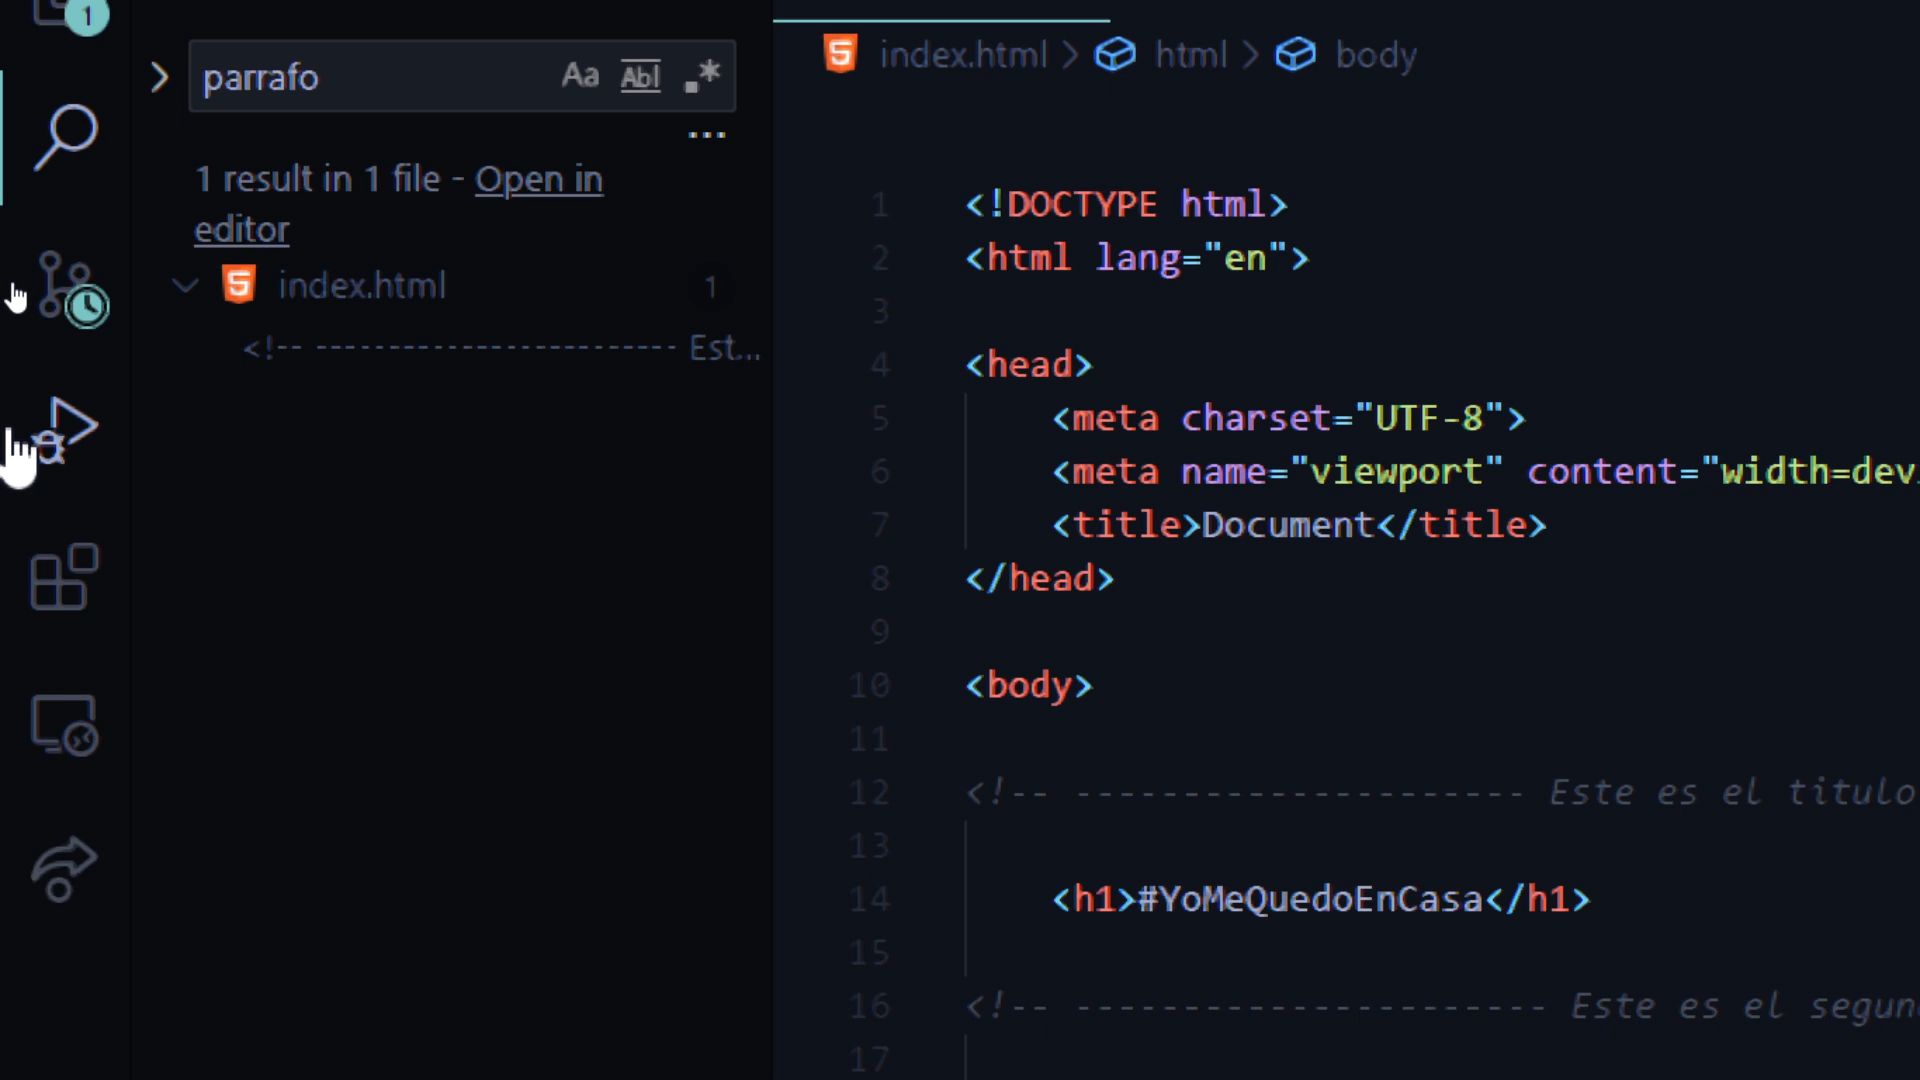 1
parrafo
Aa Abl .*
...
1 result in 1 file - Open in
editor
index.html 1
<!-- ------------------------- Est...
index.html > html > body
1 <!DOCTYPE html>
2 <html lang="en">
3
4 <head>
5 <meta charset="UTF-8">
6 <meta name="viewport" content="width=dev
7 <title>Document</title>
8 </head>
9
10 <body>
11
12 <!-- --------------------- Este es el titulo
13
14 <h1>#YoMeQuedoEnCasa</h1>
15
16 <!-- ---------------------- Este es el segun
17